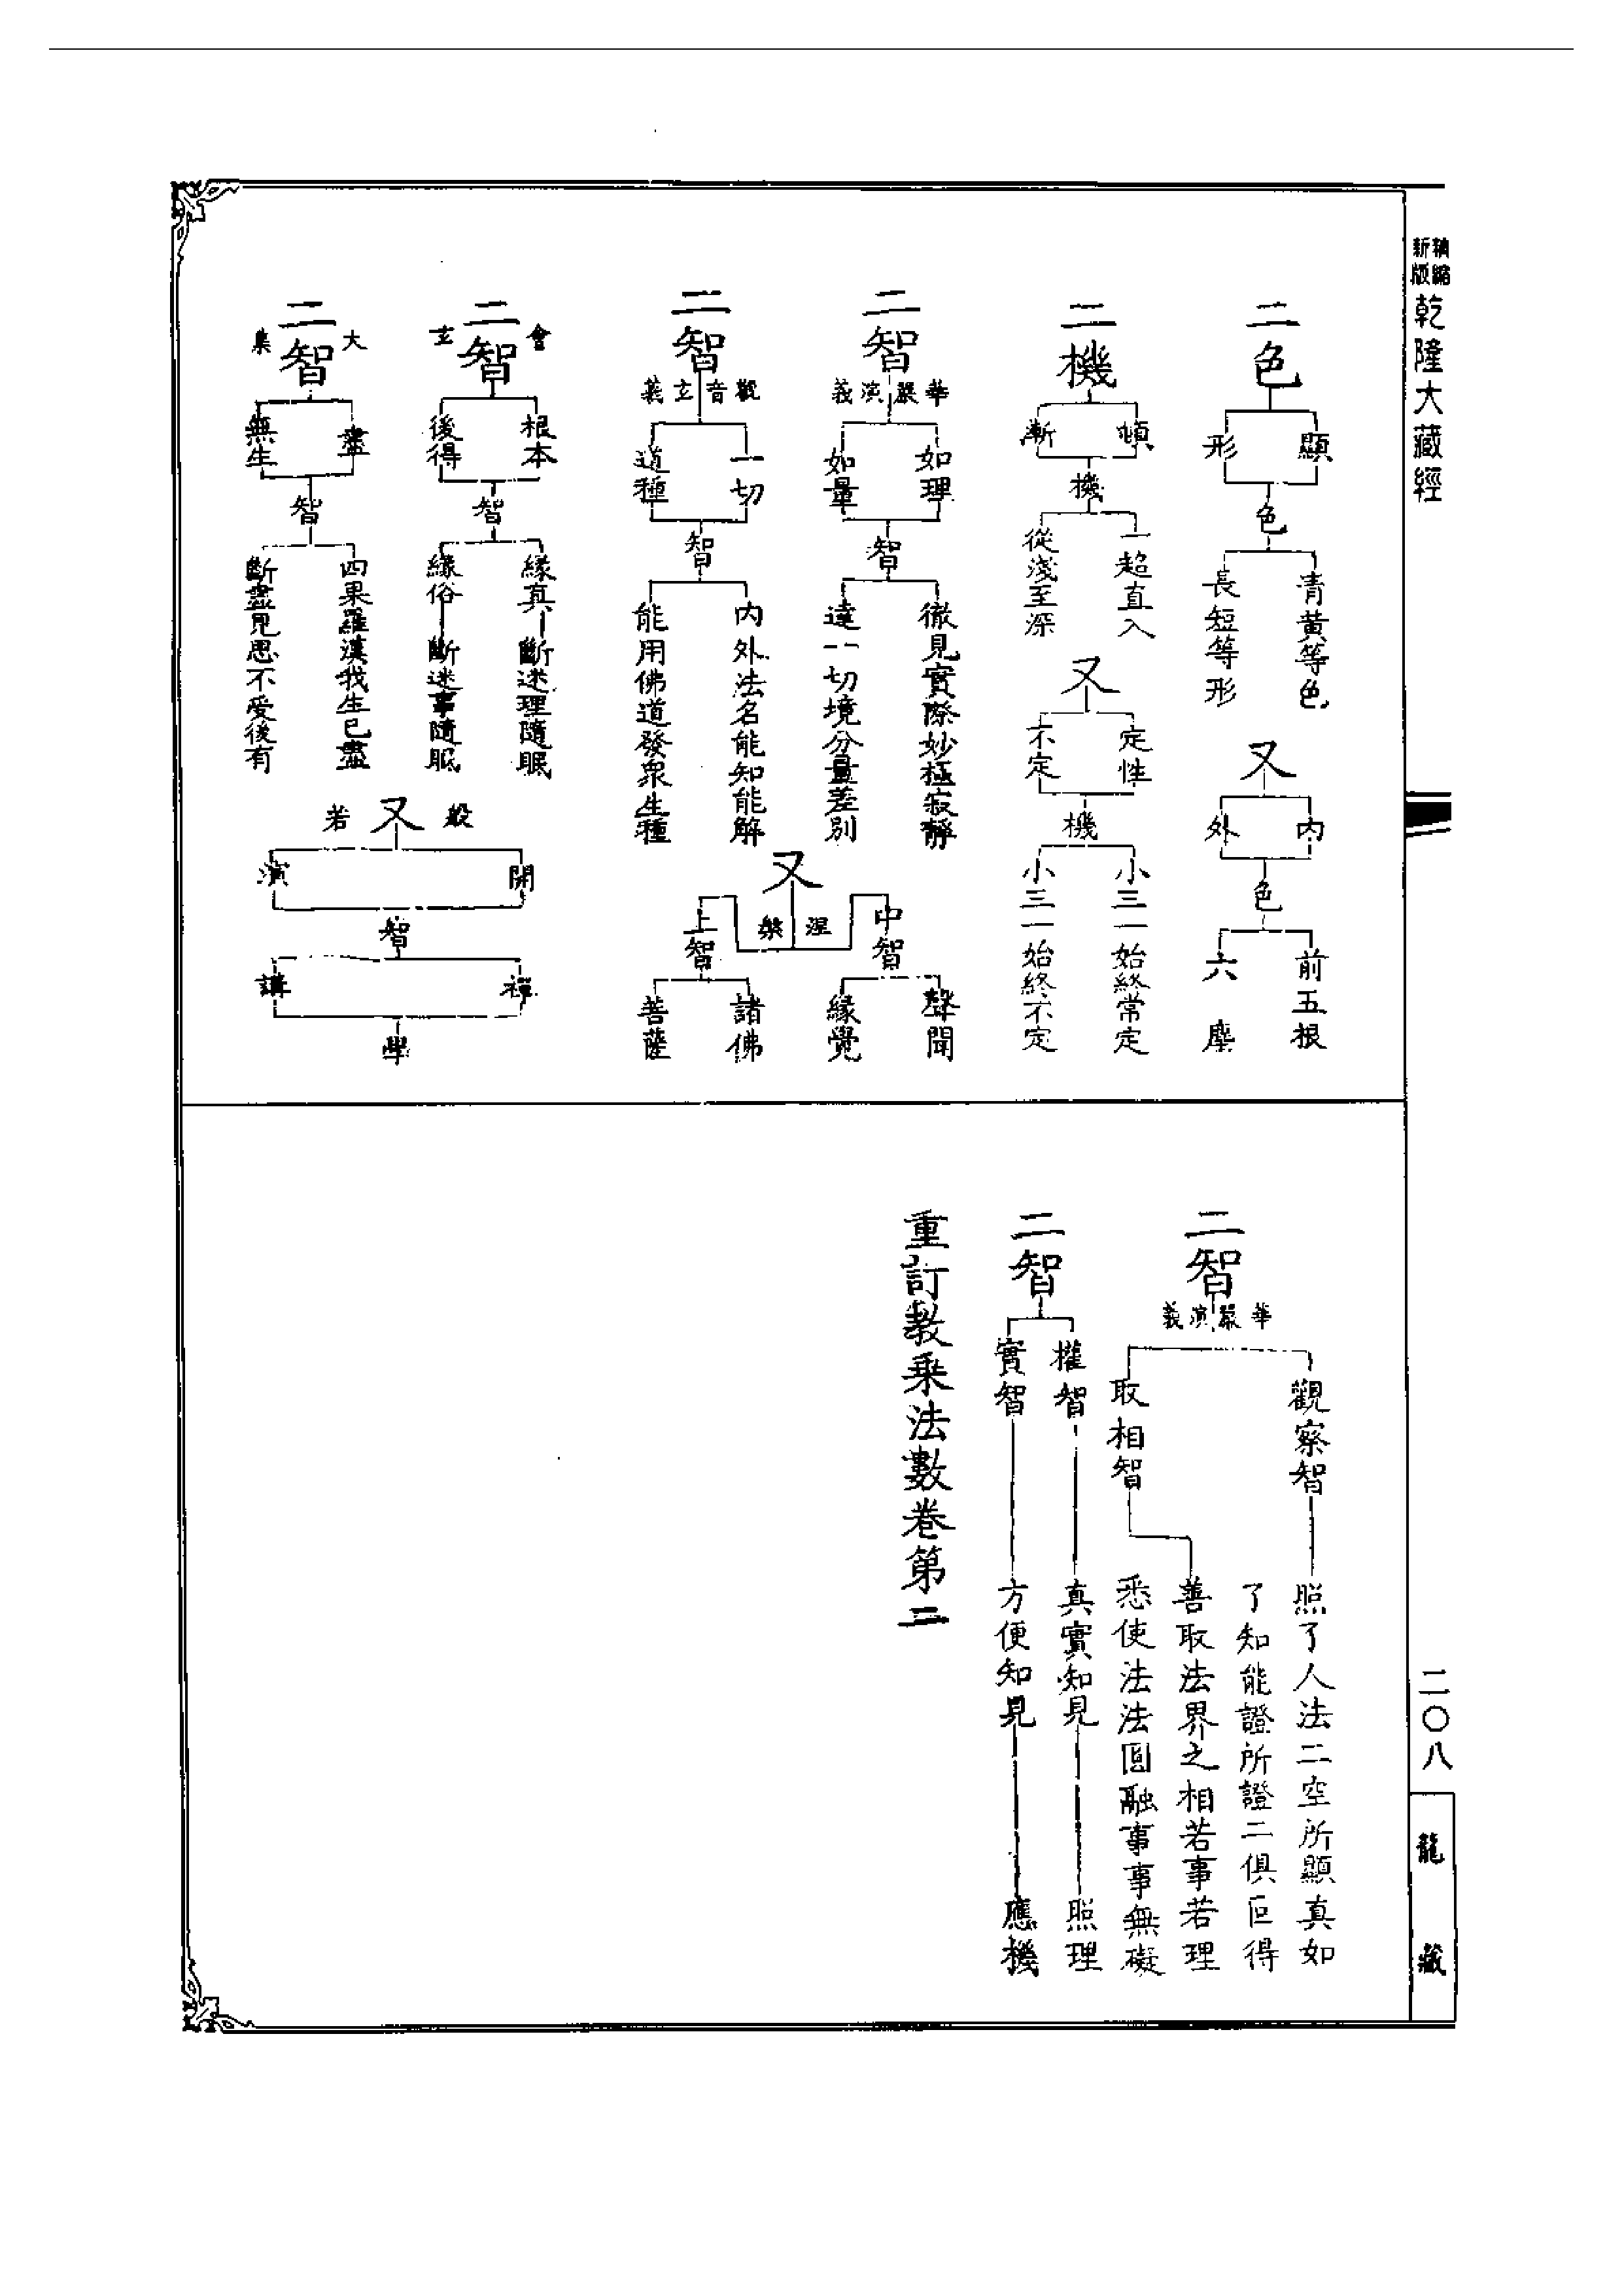 精縮新版
乾隆大藏經
二〇八
龍藏
二色
顯
形
色
青黃等色
長短等形
又
內
外
色
前五根
六塵
二機
頓
漸
機
一超直入
從淺至深
又
定性
不定
機
小三一始終常定
小三一始終不定
二智
華嚴演義
如理
如量
智
徹見實際妙極寂靜
達一切境分量差別
二智
觀音玄義
一切
道種
智
內外法名能知能解
能用佛道發眾生種
又
涅槃
中智
聲聞
緣覺
上智
諸佛
菩薩
二智
會玄
根本
後得
智
緣真
斷迷理隨眠
緣俗
斷迷事隨眠
二智
大集
盡
無生
智
四果羅漢我生已盡
斷盡見思不受後有
又
般若
開
演
智
禪
講
學
二智
華嚴演義
觀察智
照了人法二空所顯真如
了知能證所證二俱叵得
取相智
善取法界之相若事若理
悉使法法圓融事事無礙
二智
權智
真實知見
照理
實智
方便知見
應機
重訂教乘法數卷第二